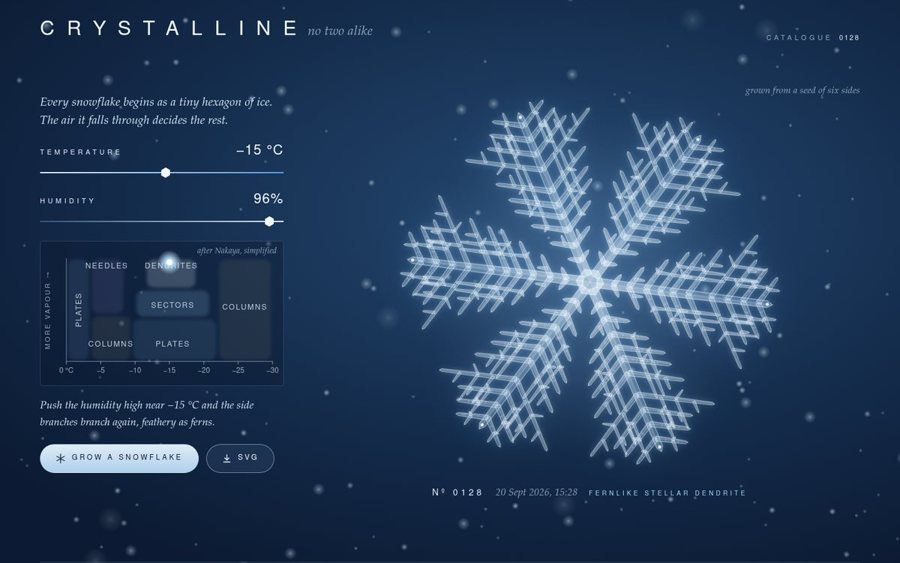 CRYSTALLINE no two alike
CATALOGUE 0128
grown from a seed of six sides
Every snowflake begins as a tiny hexagon of ice.
The air it falls through decides the rest.
TEMPERATURE −15 °C
HUMIDITY 96%
after Nakaya, simplified
MORE VAPOUR →
PLATES
NEEDLES
DENDRITES
SECTORS
COLUMNS
COLUMNS
PLATES
0 °C −5 −10 −15 −20 −25 −30
Push the humidity high near −15 °C and the side
branches branch again, feathery as ferns.
GROW A SNOWFLAKE
SVG
Nº 0128 20 Sept 2026, 15:28 FERNLIKE STELLAR DENDRITE